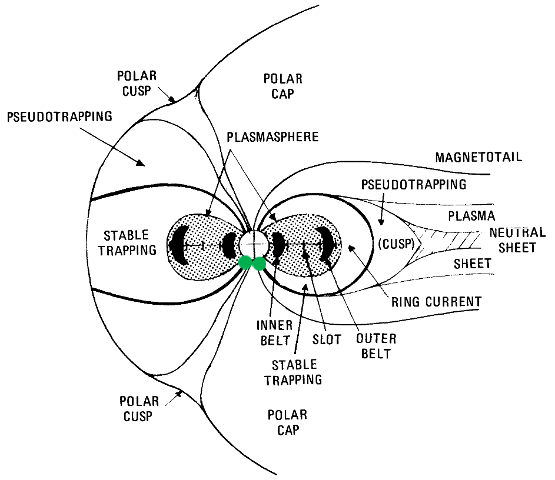 POLAR
CUSP
POLAR
CAP
PSEUDOTRAPPING
PLASMASPHERE
MAGNETOTAIL
PSEUDOTRAPPING
PLASMA
STABLE
TRAPPING
(CUSP)
NEUTRAL
SHEET
SHEET
RING CURRENT
INNER
BELT
SLOT
OUTER
BELT
STABLE
TRAPPING
POLAR
CUSP
POLAR
CAP